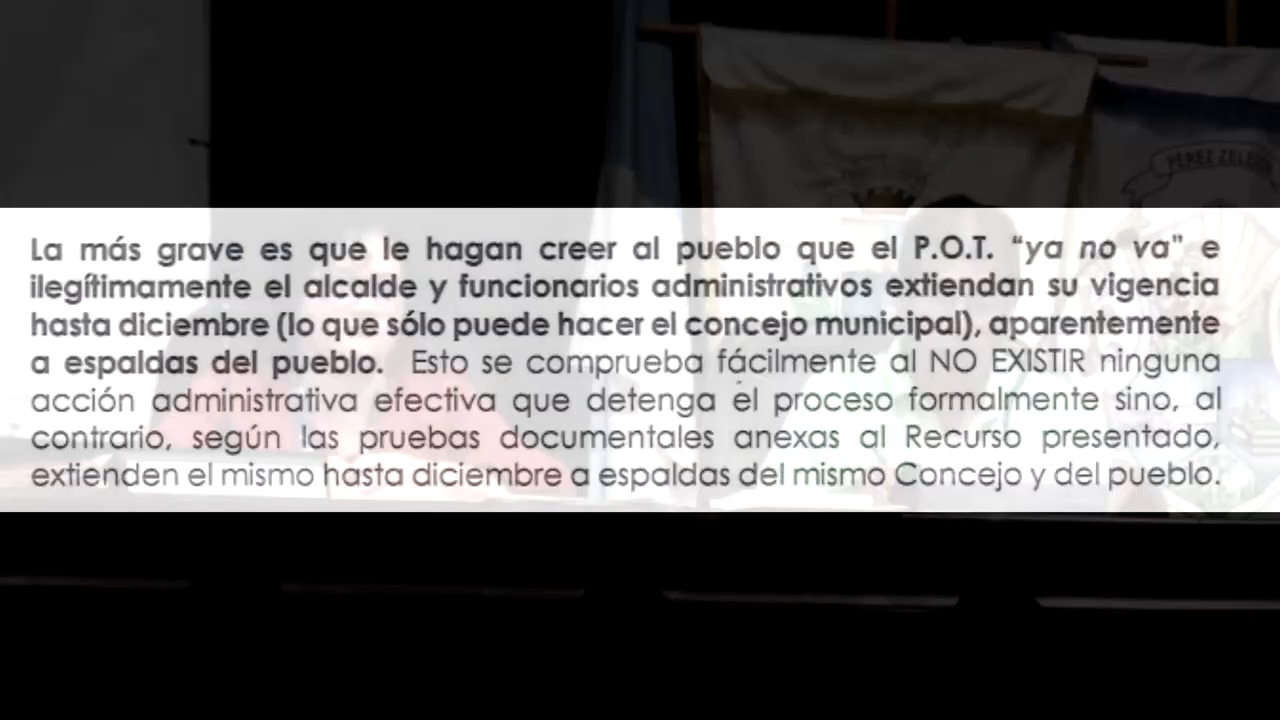 PEREZ ZELEDÓN
La más grave es que le hagan creer al pueblo que el P.O.T. “ya no va” e
ilegítimamente el alcalde y funcionarios administrativos extiendan su vigencia
hasta diciembre (lo que sólo puede hacer el concejo municipal), aparentemente
a espaldas del pueblo. Esto se comprueba fácilmente al NO EXISTIR ninguna
acción administrativa efectiva que detenga el proceso formalmente sino, al
contrario, según las pruebas documentales anexas al Recurso presentado,
extienden el mismo hasta diciembre a espaldas del mismo Concejo y del pueblo.